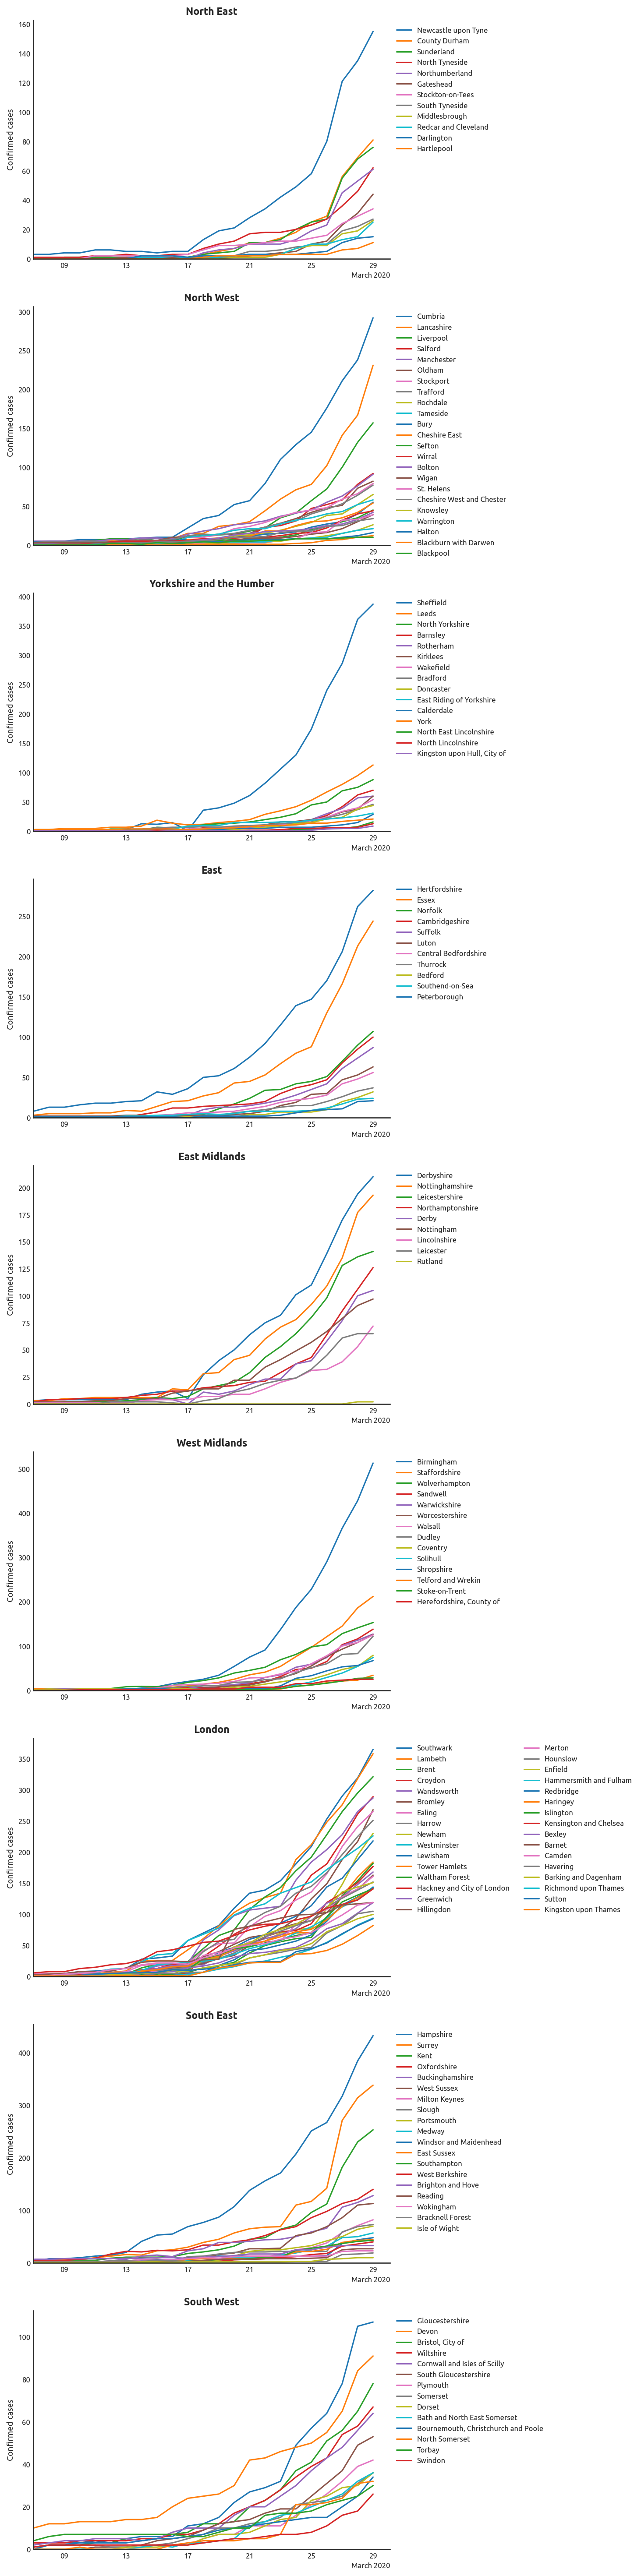 North East
Confirmed cases
160
140
120
100
80
60
40
20
0
09 13 17 21 25 29
March 2020
Newcastle upon Tyne
County Durham
Sunderland
North Tyneside
Northumberland
Gateshead
Stockton-on-Tees
South Tyneside
Middlesbrough
Redcar and Cleveland
Darlington
Hartlepool
North West
Confirmed cases
300
250
200
150
100
50
0
09 13 17 21 25 29
March 2020
Cumbria
Lancashire
Liverpool
Salford
Manchester
Oldham
Stockport
Trafford
Rochdale
Tameside
Bury
Cheshire East
Sefton
Wirral
Bolton
Wigan
St. Helens
Cheshire West and Chester
Knowsley
Warrington
Halton
Blackburn with Darwen
Blackpool
Yorkshire and the Humber
Confirmed cases
400
350
300
250
200
150
100
50
0
09 13 17 21 25 29
March 2020
Sheffield
Leeds
North Yorkshire
Barnsley
Rotherham
Kirklees
Wakefield
Bradford
Doncaster
East Riding of Yorkshire
Calderdale
York
North East Lincolnshire
North Lincolnshire
Kingston upon Hull, City of
East
Confirmed cases
250
200
150
100
50
0
09 13 17 21 25 29
March 2020
Hertfordshire
Essex
Norfolk
Cambridgeshire
Suffolk
Luton
Central Bedfordshire
Thurrock
Bedford
Southend-on-Sea
Peterborough
East Midlands
Confirmed cases
200
175
150
125
100
75
50
25
0
09 13 17 21 25 29
March 2020
Derbyshire
Nottinghamshire
Leicestershire
Northamptonshire
Derby
Nottingham
Lincolnshire
Leicester
Rutland
West Midlands
Confirmed cases
500
400
300
200
100
0
09 13 17 21 25 29
March 2020
Birmingham
Staffordshire
Wolverhampton
Sandwell
Warwickshire
Worcestershire
Walsall
Dudley
Coventry
Solihull
Shropshire
Telford and Wrekin
Stoke-on-Trent
Herefordshire, County of
London
Confirmed cases
350
300
250
200
150
100
50
0
09 13 17 21 25 29
March 2020
Southwark
Lambeth
Brent
Croydon
Wandsworth
Bromley
Ealing
Harrow
Newham
Westminster
Lewisham
Tower Hamlets
Waltham Forest
Hackney and City of London
Greenwich
Hillingdon
Merton
Hounslow
Enfield
Hammersmith and Fulham
Redbridge
Haringey
Islington
Kensington and Chelsea
Bexley
Barnet
Camden
Havering
Barking and Dagenham
Richmond upon Thames
Sutton
Kingston upon Thames
South East
Confirmed cases
400
300
200
100
0
09 13 17 21 25 29
March 2020
Hampshire
Surrey
Kent
Oxfordshire
Buckinghamshire
West Sussex
Milton Keynes
Slough
Portsmouth
Medway
Windsor and Maidenhead
East Sussex
Southampton
West Berkshire
Brighton and Hove
Reading
Wokingham
Bracknell Forest
Isle of Wight
South West
Confirmed cases
100
80
60
40
20
0
09 13 17 21 25 29
March 2020
Gloucestershire
Devon
Bristol, City of
Wiltshire
Cornwall and Isles of Scilly
South Gloucestershire
Plymouth
Somerset
Dorset
Bath and North East Somerset
Bournemouth, Christchurch and Poole
North Somerset
Torbay
Swindon